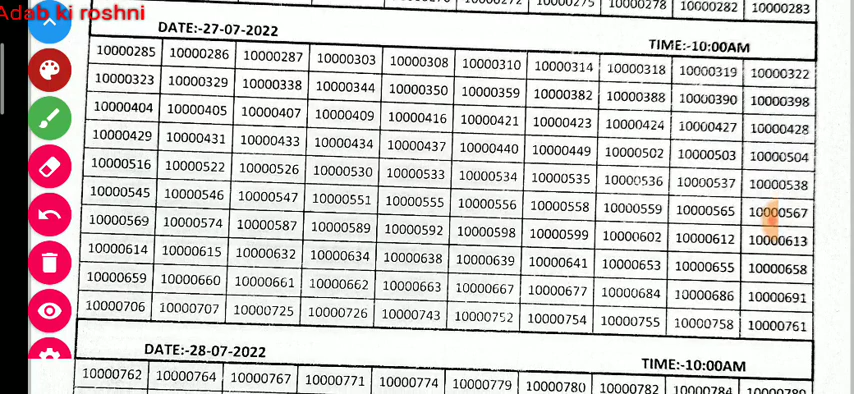 10000272 10000275 10000278 10000282 10000283
Adab ki roshni
DATE:-27-07-2022 TIME:-10:00AM
10000285 10000286 10000287 10000303 10000308 10000310 10000314 10000318 10000319 10000322
10000323 10000329 10000338 10000344 10000350 10000359 10000382 10000388 10000390 10000398
10000404 10000405 10000407 10000409 10000416 10000421 10000423 10000424 10000427 10000428
10000429 10000431 10000433 10000434 10000437 10000440 10000449 10000502 10000503 10000504
10000516 10000522 10000526 10000530 10000533 10000534 10000535 10000536 10000537 10000538
10000545 10000546 10000547 10000551 10000555 10000556 10000558 10000559 10000565 10000567
10000569 10000574 10000587 10000589 10000592 10000598 10000599 10000602 10000612 10000613
10000614 10000615 10000632 10000634 10000638 10000639 10000641 10000653 10000655 10000658
10000659 10000660 10000661 10000662 10000663 10000667 10000677 10000684 10000686 10000691
10000706 10000707 10000725 10000726 10000743 10000752 10000754 10000755 10000758 10000761
DATE:-28-07-2022 TIME:-10:00AM
10000762 10000764 10000767 10000771 10000774 10000779 10000780 10000782 10000784 10000789